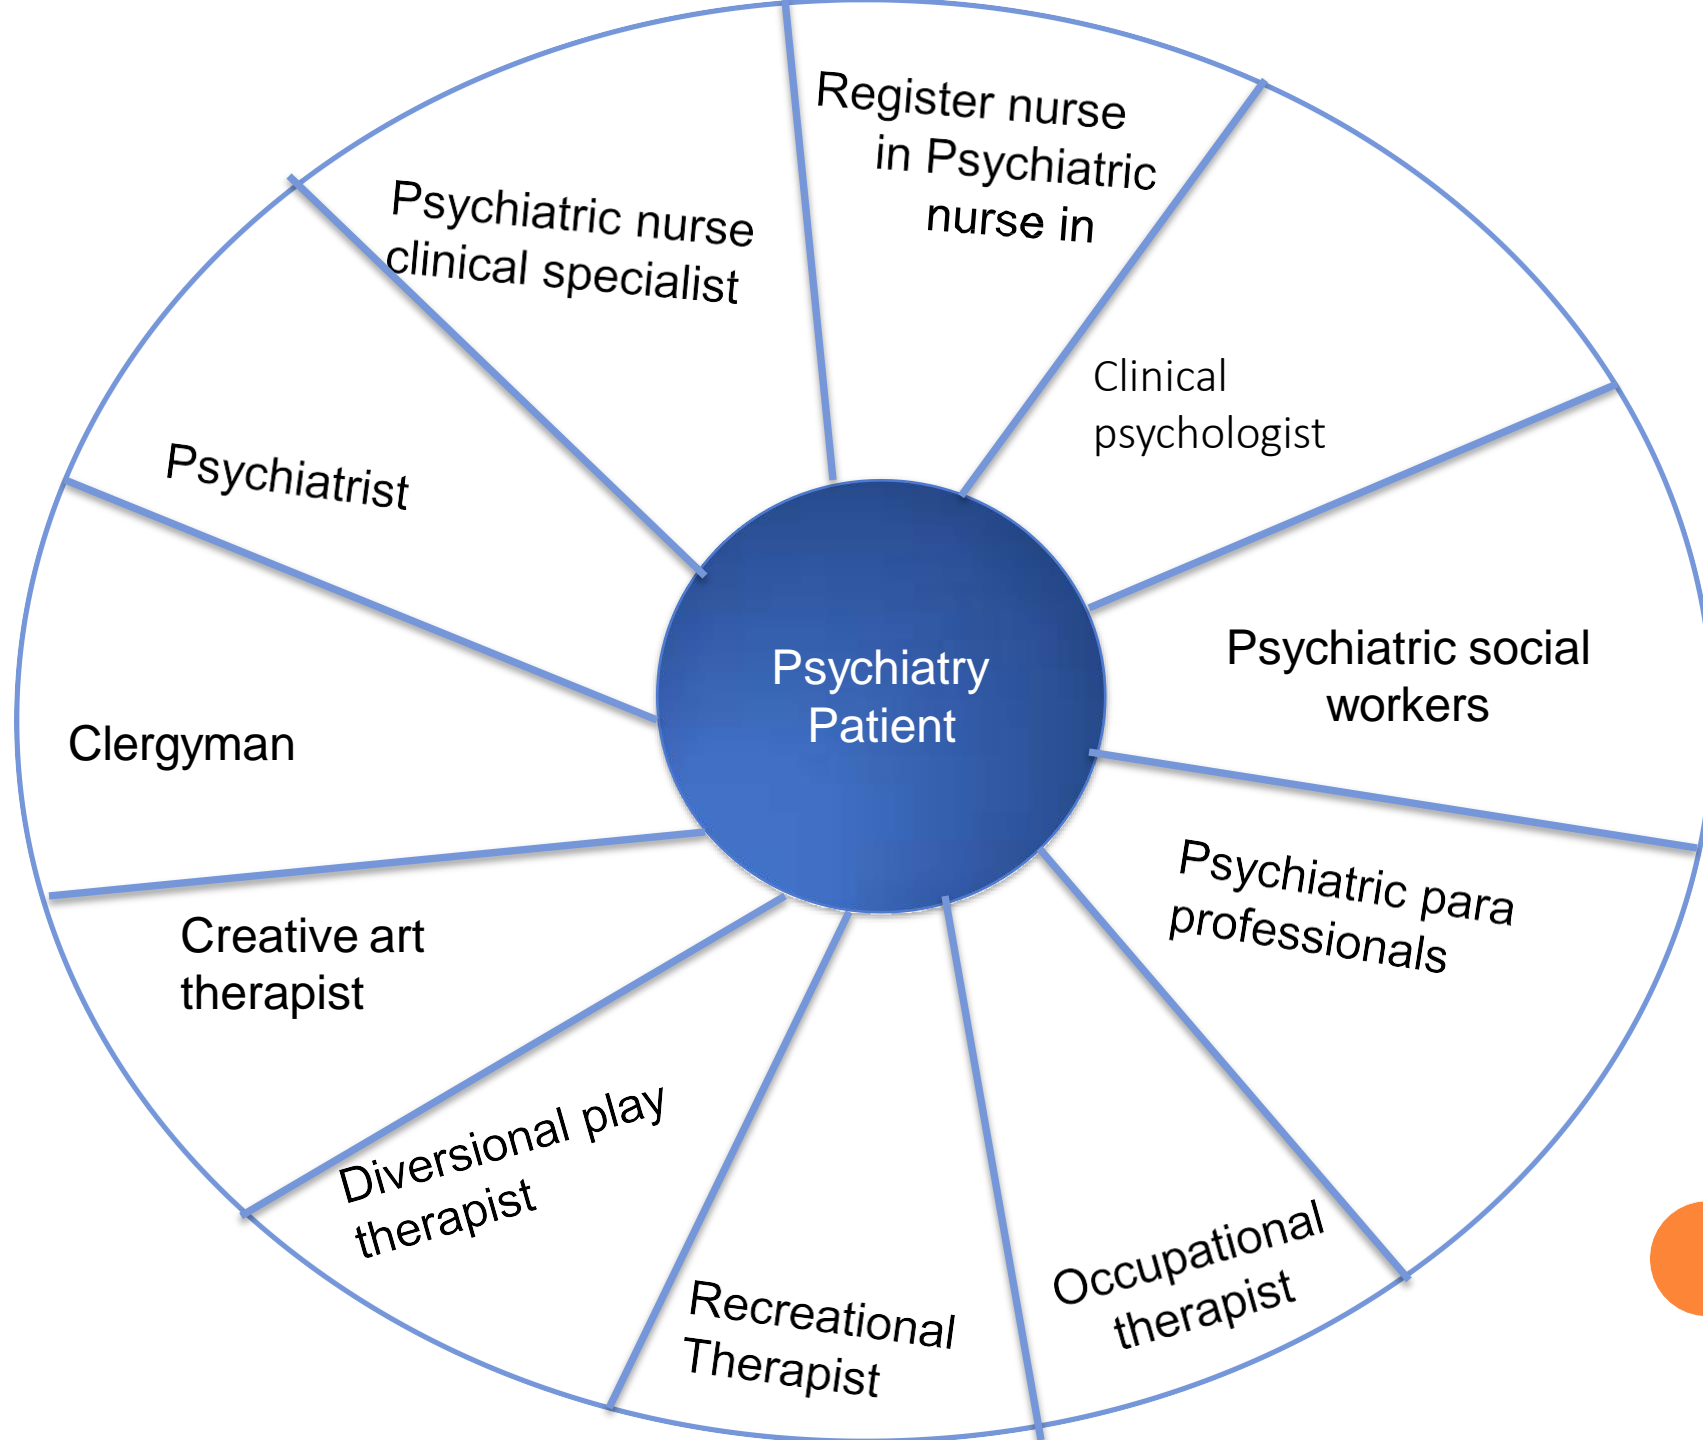 Register nurse
in Psychiatric
nurse in
Psychiatric nurse
clinical specialist
Clinical
psychologist
Psychiatrist
Psychiatric social
workers
Psychiatry
Patient
Clergyman
Psychiatric para
professionals
Creative art
therapist
Diversional play
therapist
Occupational
therapist
Recreational
Therapist